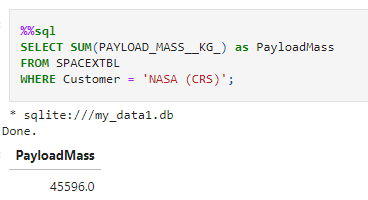 %%sql
SELECT SUM(PAYLOAD_MASS__KG_) as PayloadMass
FROM SPACEXTBL
WHERE Customer = 'NASA (CRS)';
* sqlite:///my_data1.db
Done.
PayloadMass
45596.0